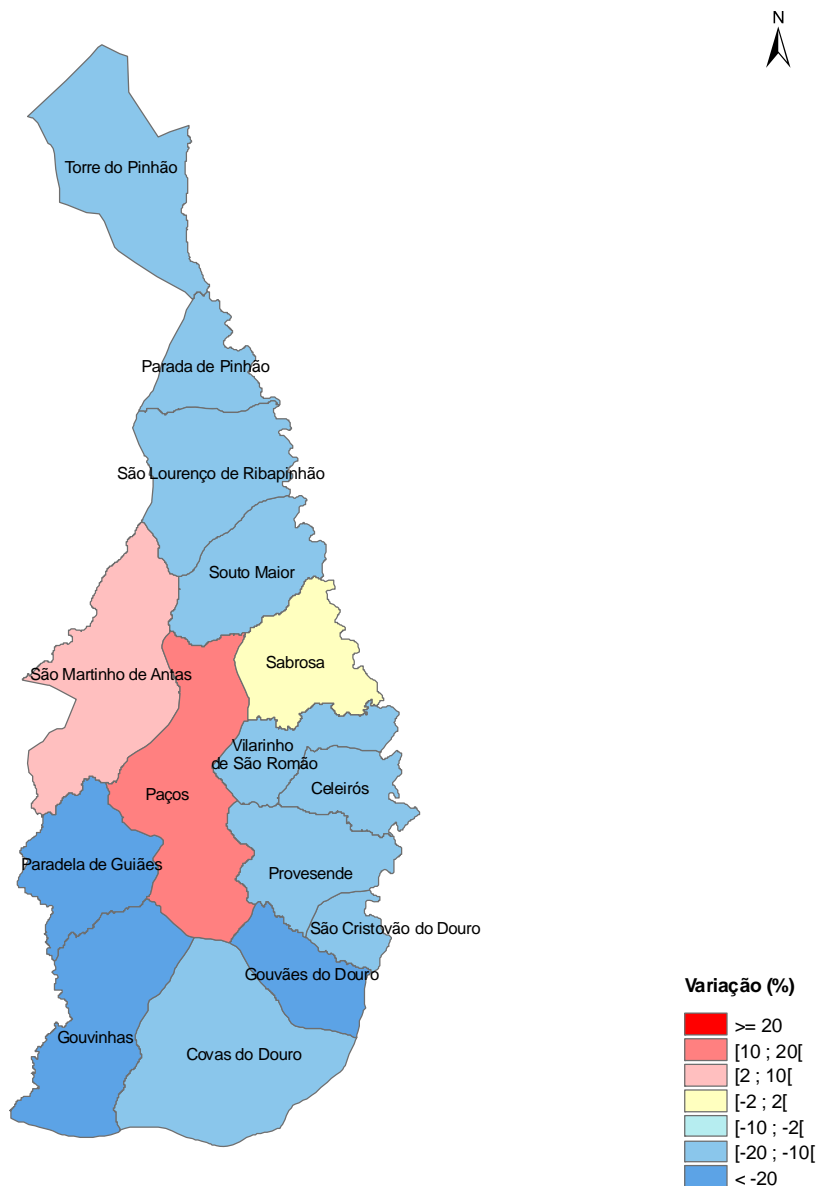 N
Torre do Pinhão
Parada de Pinhão
São Lourenço de Ribapinhão
Souto Maior
Sabrosa
São Martinho de Antas
Vilarinho
de São Romão
Celeirós
Paços
Paradela de Guiães
Provesende
São Cristovão do Douro
Gouvães do Douro
Gouvinhas
Covas do Douro
Variação (%)
>= 20
[10 ; 20[
[2 ; 10[
[-2 ; 2[
[-10 ; -2[
[-20 ; -10[
< -20